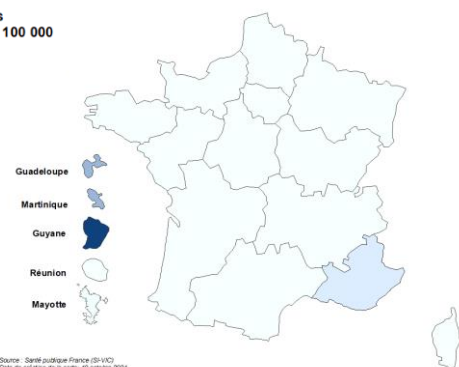 100 000
Guadeloupe
Martinique
Guyane
Réunion
Mayotte
Source : Santé publique France (SI-VIC)